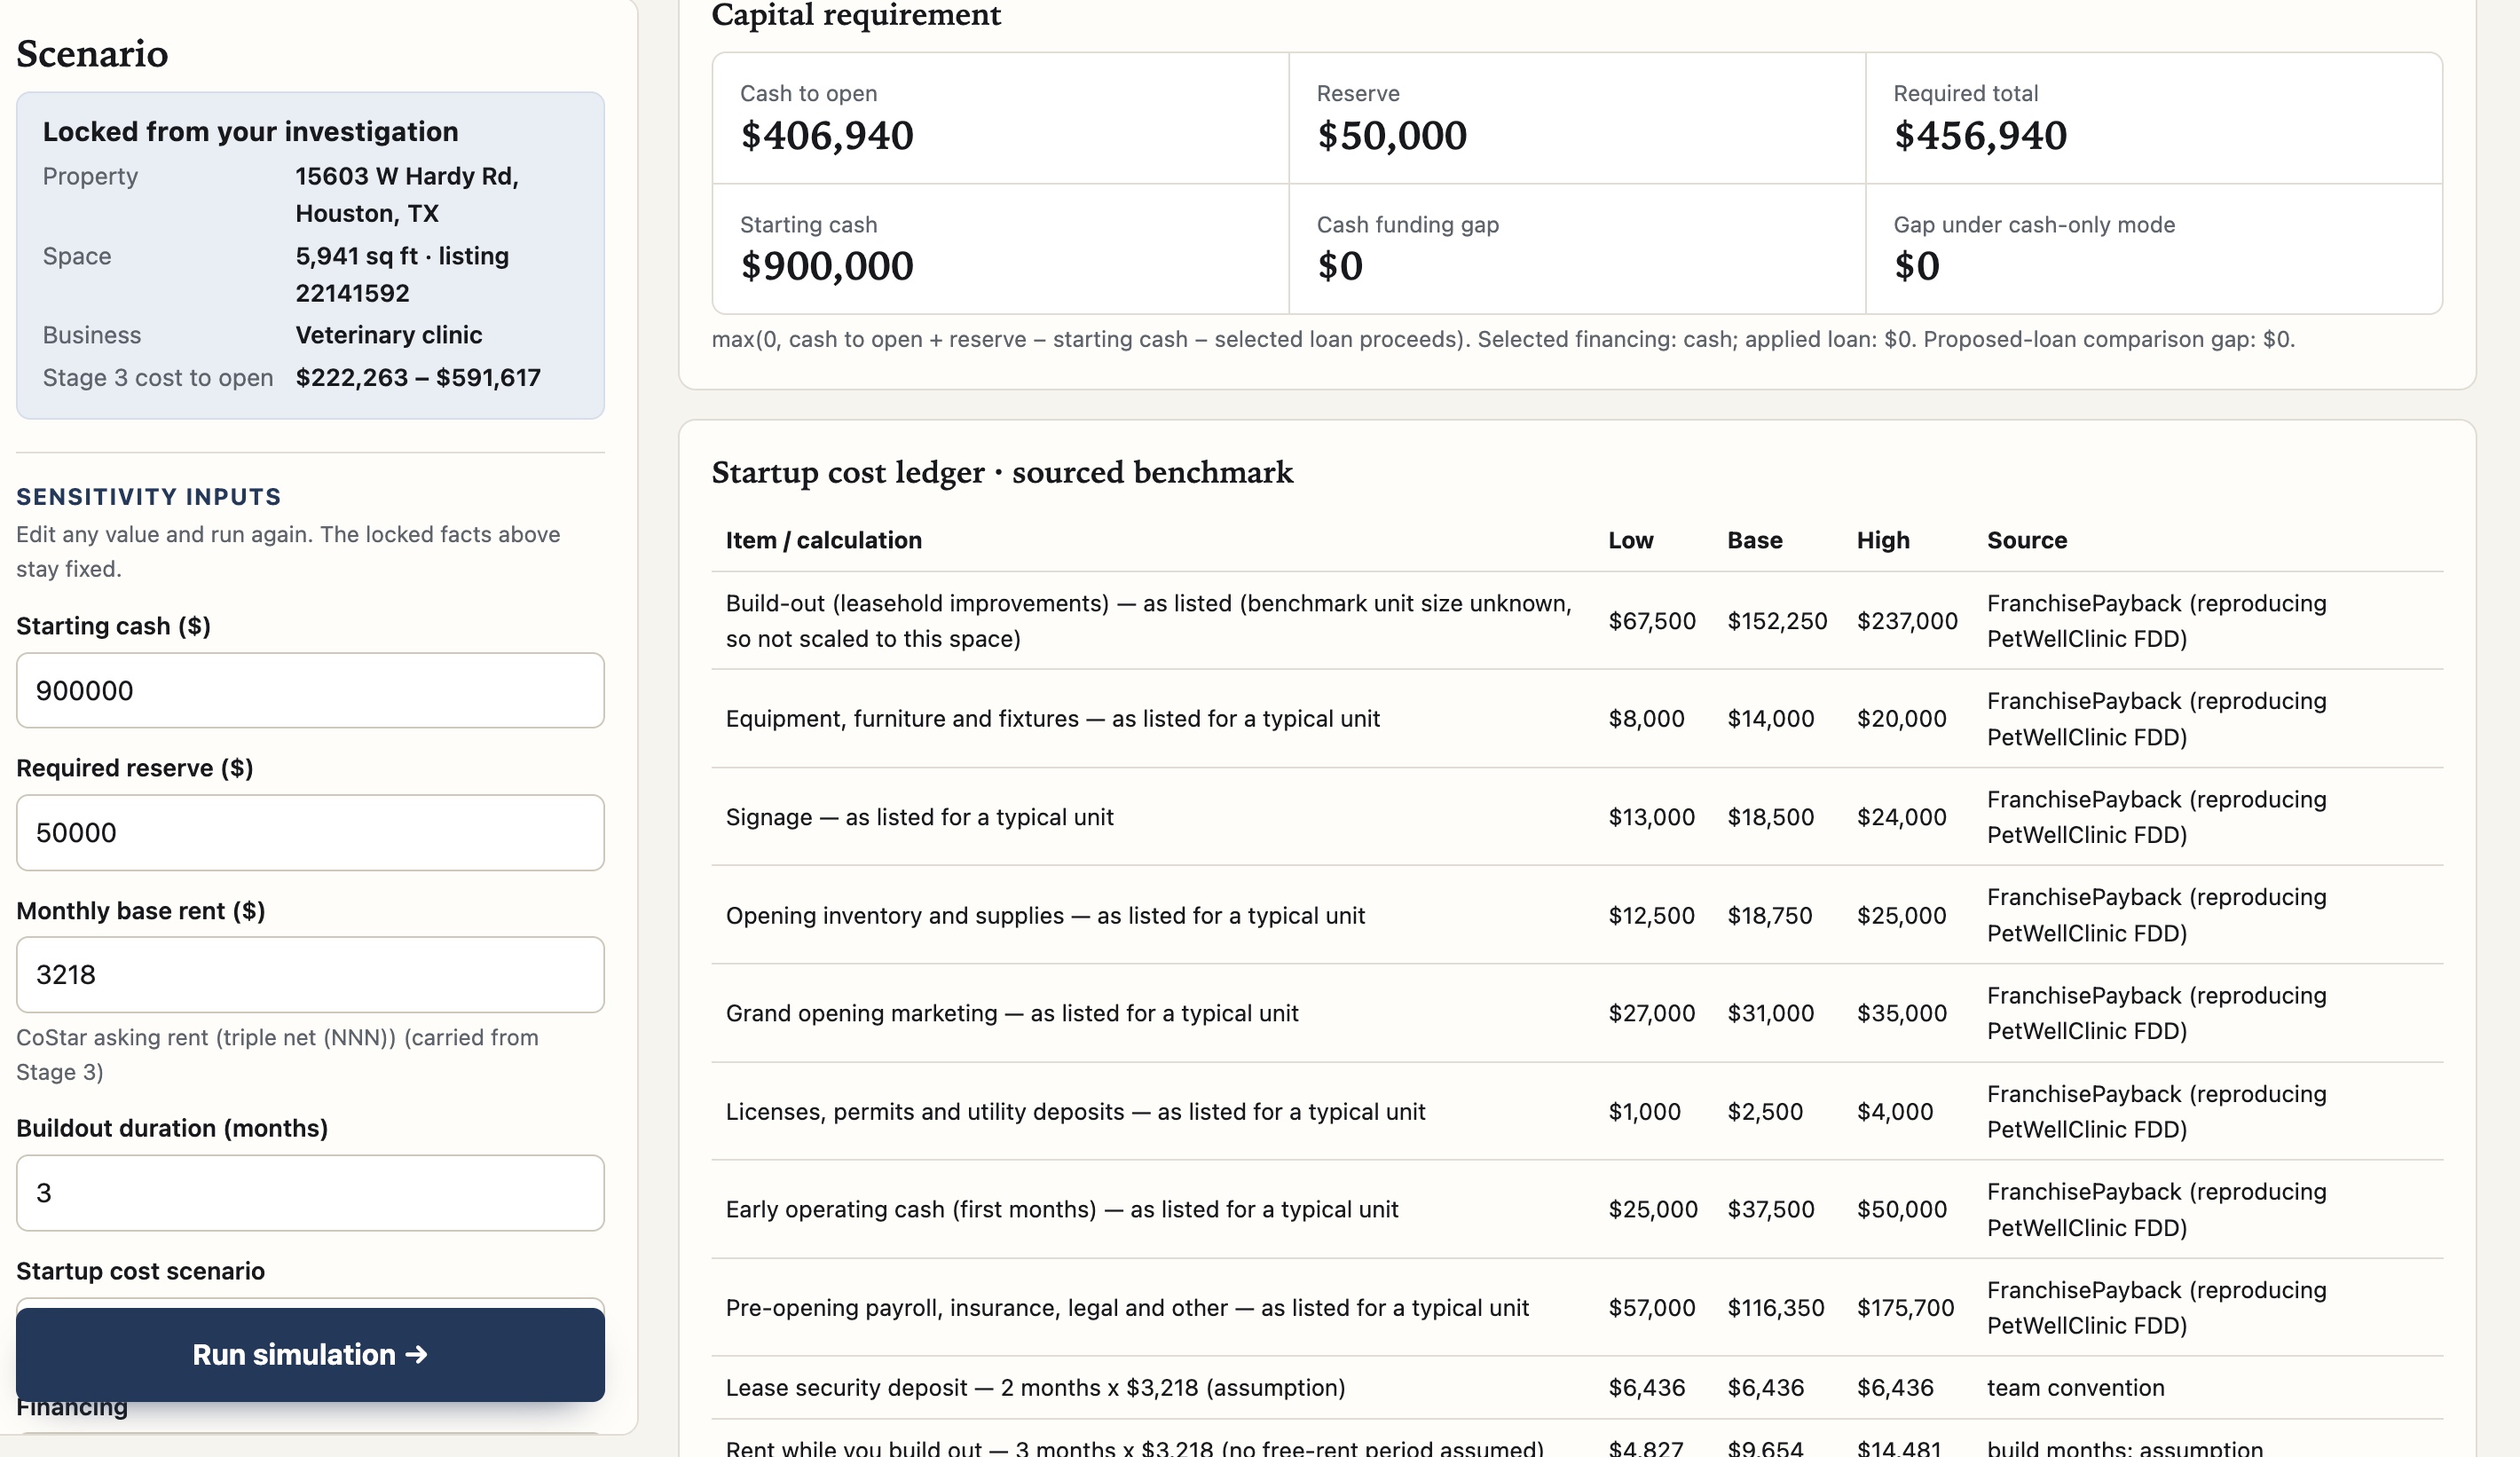 Scenario
Locked from your investigation
Property 15603 W Hardy Rd,
Houston, TX
Space 5,941 sq ft · listing
22141592
Business Veterinary clinic
Stage 3 cost to open $222,263 – $591,617
SENSITIVITY INPUTS
Edit any value and run again. The locked facts above
stay fixed.
Starting cash ($)
900000
Required reserve ($)
50000
Monthly base rent ($)
3218
CoStar asking rent (triple net (NNN)) (carried from
Stage 3)
Buildout duration (months)
3
Startup cost scenario
Run simulation →
Financing
Capital requirement
Cash to open
$406,940
Reserve
$50,000
Required total
$456,940
Starting cash
$900,000
Cash funding gap
$0
Gap under cash-only mode
$0
max(0, cash to open + reserve – starting cash – selected loan proceeds). Selected financing: cash; applied loan: $0. Proposed-loan comparison gap: $0.
Startup cost ledger · sourced benchmark
Item / calculation Low Base High Source
Build-out (leasehold improvements) — as listed (benchmark unit size unknown,
so not scaled to this space) $67,500 $152,250 $237,000 FranchisePayback (reproducing
PetWellClinic FDD)
Equipment, furniture and fixtures — as listed for a typical unit $8,000 $14,000 $20,000 FranchisePayback (reproducing
PetWellClinic FDD)
Signage — as listed for a typical unit $13,000 $18,500 $24,000 FranchisePayback (reproducing
PetWellClinic FDD)
Opening inventory and supplies — as listed for a typical unit $12,500 $18,750 $25,000 FranchisePayback (reproducing
PetWellClinic FDD)
Grand opening marketing — as listed for a typical unit $27,000 $31,000 $35,000 FranchisePayback (reproducing
PetWellClinic FDD)
Licenses, permits and utility deposits — as listed for a typical unit $1,000 $2,500 $4,000 FranchisePayback (reproducing
PetWellClinic FDD)
Early operating cash (first months) — as listed for a typical unit $25,000 $37,500 $50,000 FranchisePayback (reproducing
PetWellClinic FDD)
Pre-opening payroll, insurance, legal and other — as listed for a typical unit $57,000 $116,350 $175,700 FranchisePayback (reproducing
PetWellClinic FDD)
Lease security deposit — 2 months x $3,218 (assumption) $6,436 $6,436 $6,436 team convention
Rent while you build out — 3 months x $3,218 (no free-rent period assumed) $4,827 $9,654 $14,481 build months: assumption